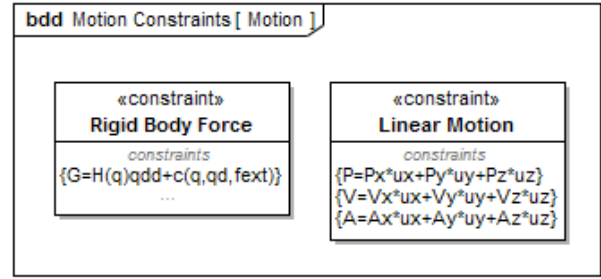 bdd Motion Constraints [ Motion ]
«constraint»
Rigid Body Force
constraints
{G=H(q)qdd+c(q,qd,fext)}
...
«constraint»
Linear Motion
constraints
{P=Px*ux+Py*uy+Pz*uz}
{V=Vx*ux+Vy*uy+Vz*uz}
{A=Ax*ux+Ay*uy+Az*uz}